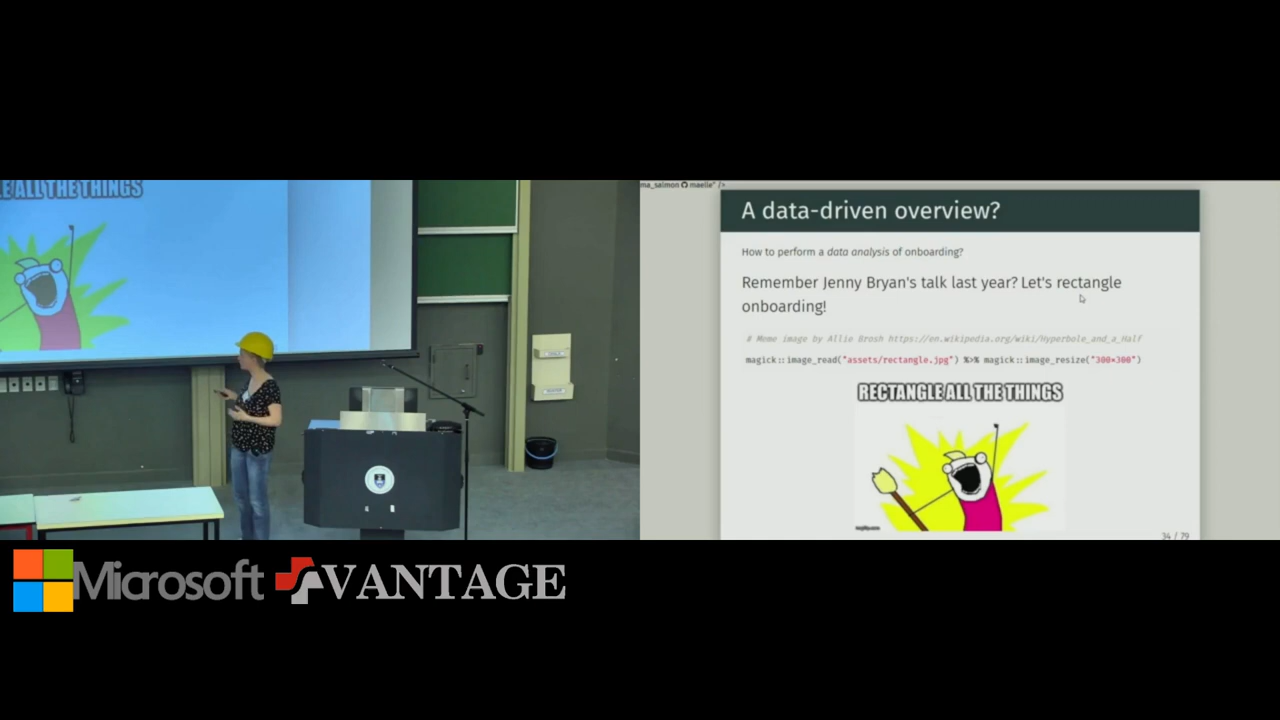 LE ALL THE THINGS
ma_salmon maelle" />
A data-driven overview?
How to perform a data analysis of onboarding?
Remember Jenny Bryan's talk last year? Let's rectangle
onboarding!
# Meme image by Allie Brosh https://en.wikipedia.org/wiki/Hyperbole_and_a_Half
magick::image_read("assets/rectangle.jpg") %>% magick::image_resize("300×300")
RECTANGLE ALL THE THINGS
34 / 79
Microsoft VANTAGE